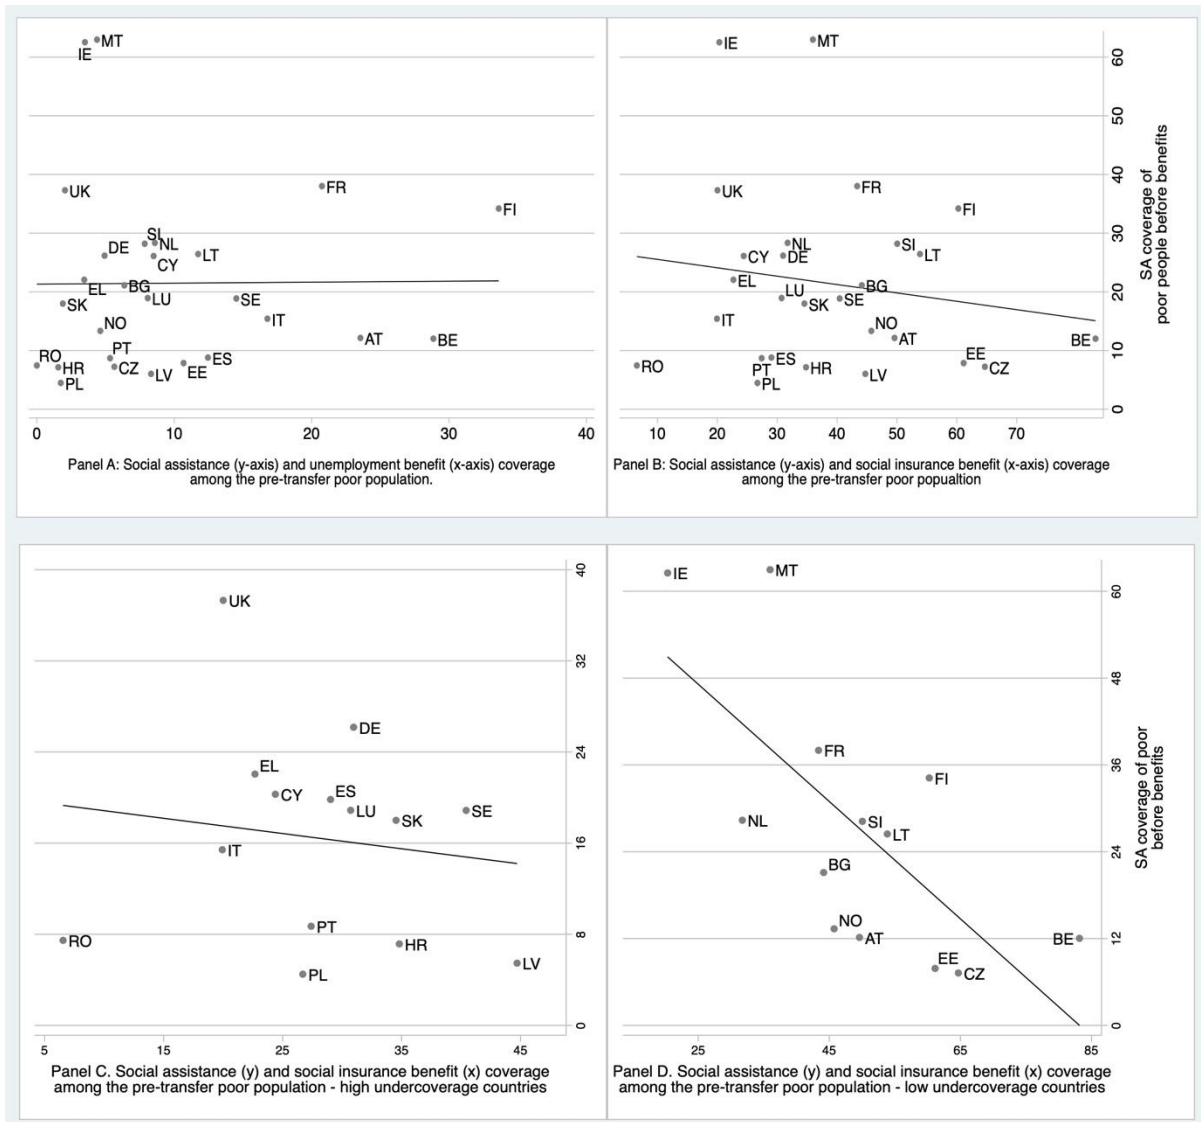 MT
IE
UK
FR
FI
SI
DE
NL
CY
LT
EL
BG
LU
SE
SK
IT
NO
AT
BE
PT
RO
HR
CZ
ES
EE
LV
PL
0 10 20 30 40
Panel A: Social assistance (y-axis) and unemployment benefit (x-axis) coverage
among the pre-transfer poor population.
IE
MT
UK
FR
FI
NL
SI
CY
DE
LT
EL
BG
LU
SK
SE
IT
NO
AT
BE
EE
RO
PT
ES
HR
CZ
LV
PL
60
50
40
30
20
10
0
SA coverage of
poor people before benefits
10 20 30 40 50 60 70
Panel B: Social assistance (y-axis) and social insurance benefit (x-axis) coverage
among the pre-transfer poor popualtion
UK
DE
EL
CY
ES
LU
SK
SE
IT
PT
RO
HR
LV
PL
40
32
24
16
8
0
5 15 25 35 45
Panel C. Social assistance (y) and social insurance benefit (x) coverage
among the pre-transfer poor population - high undercoverage countries
IE
MT
FR
FI
NL
SI
LT
BG
NO
AT
BE
EE
CZ
60
48
36
24
12
0
SA coverage of poor
before benefits
25 45 65 85
Panel D. Social assistance (y) and social insurance benefit (x) coverage
among the pre-transfer poor population - low undercoverage countries